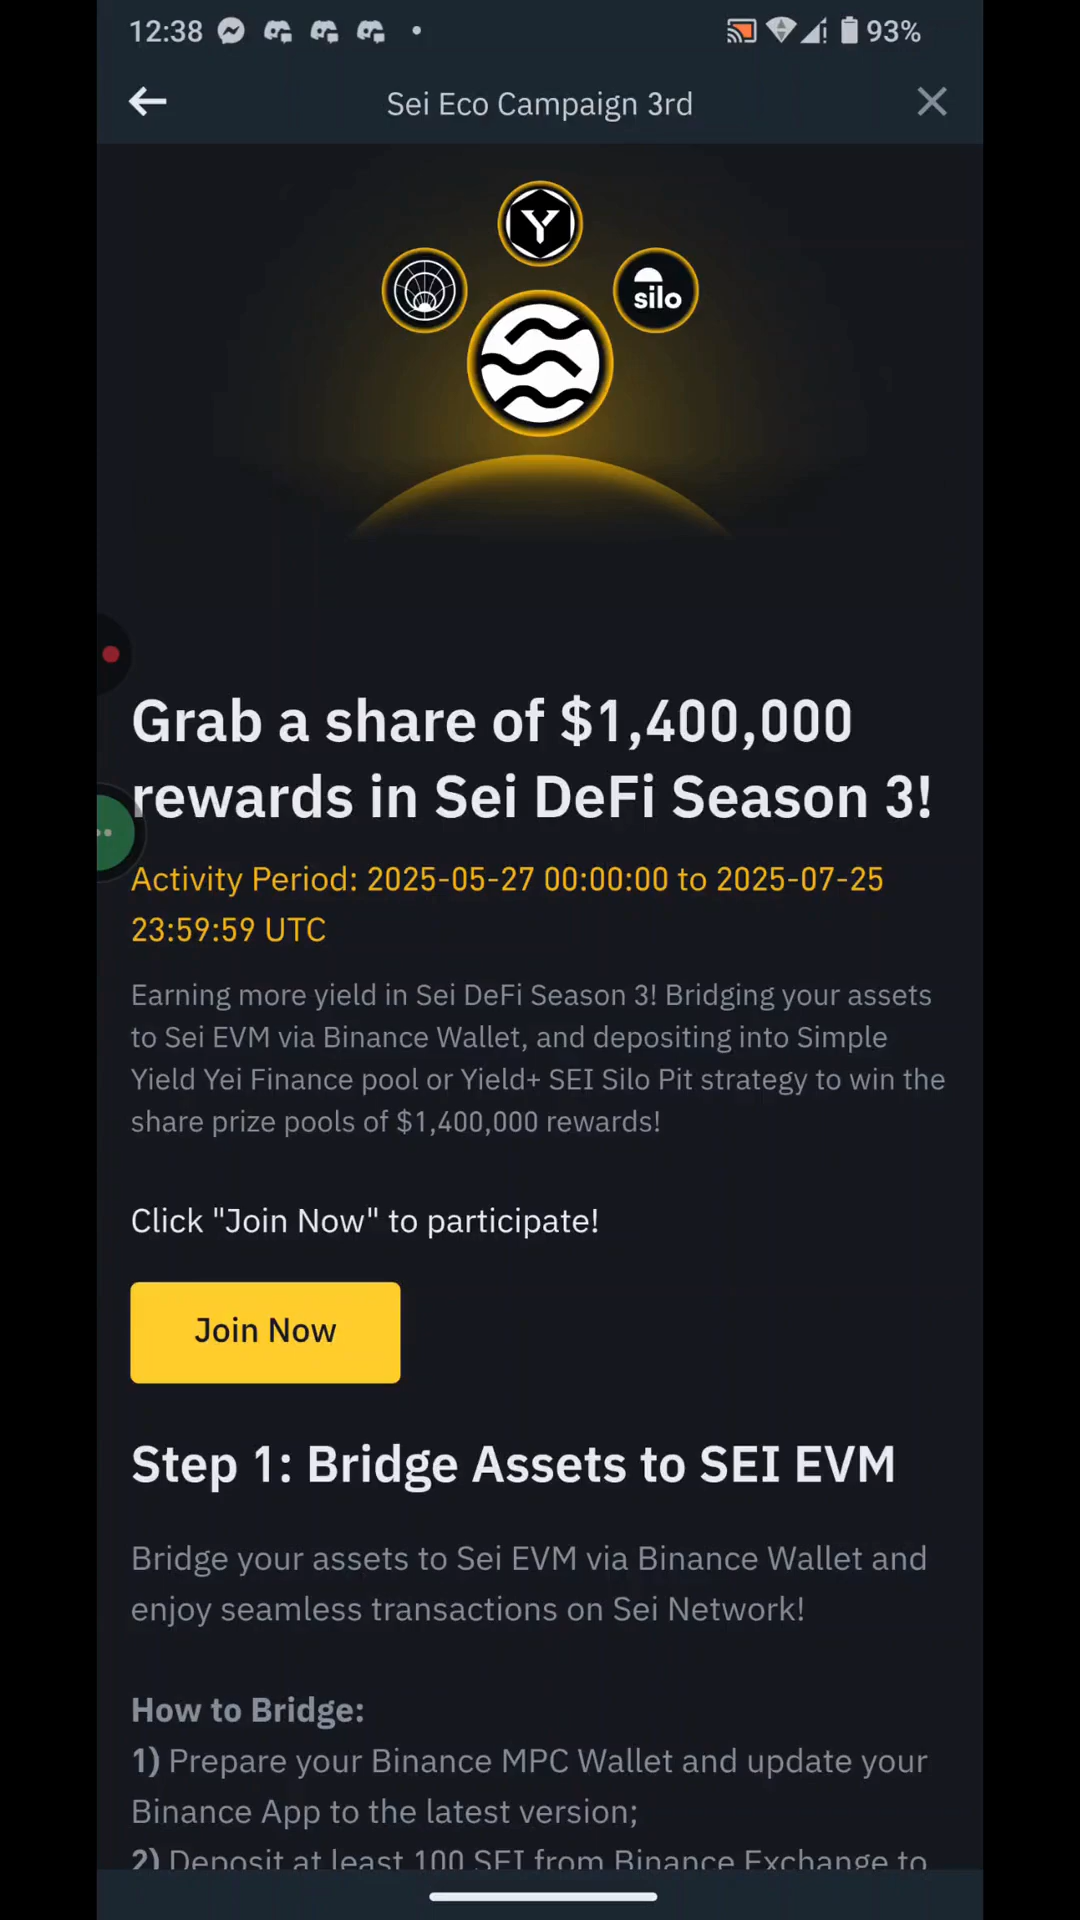 12:38
93%
Sei Eco Campaign 3rd
silo
Grab a share of $1,400,000
rewards in Sei DeFi Season 3!
Activity Period: 2025-05-27 00:00:00 to 2025-07-25
23:59:59 UTC
Earning more yield in Sei DeFi Season 3! Bridging your assets
to Sei EVM via Binance Wallet, and depositing into Simple
Yield Yei Finance pool or Yield+ SEI Silo Pit strategy to win the
share prize pools of $1,400,000 rewards!
Click "Join Now" to participate!
Join Now
Step 1: Bridge Assets to SEI EVM
Bridge your assets to Sei EVM via Binance Wallet and
enjoy seamless transactions on Sei Network!
How to Bridge:
1) Prepare your Binance MPC Wallet and update your
Binance App to the latest version;
2) Deposit at least 100 SEI from Binance Exchange to